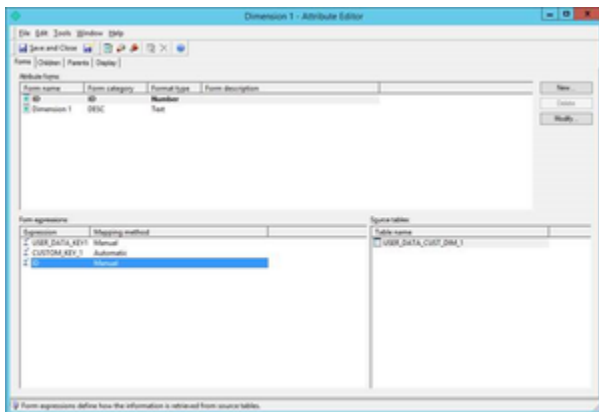 Dimension 1 - Attribute Editor
File Edit Tools Window Help
Save and Close
Forms Children Parents Display
Attribute forms:
Form name Form category Format type Form description
ID ID Number
Dimension 1 DESC Text
New...
Delete
Modify...
Form expressions:
Expression Mapping method
USER_DATA_KEY1 Manual
CUSTOM_KEY_1 Automatic
ID Manual
Source tables:
Table name
USER_DATA_CUST_DIM_1
Form expressions define how the information is retrieved from source tables.